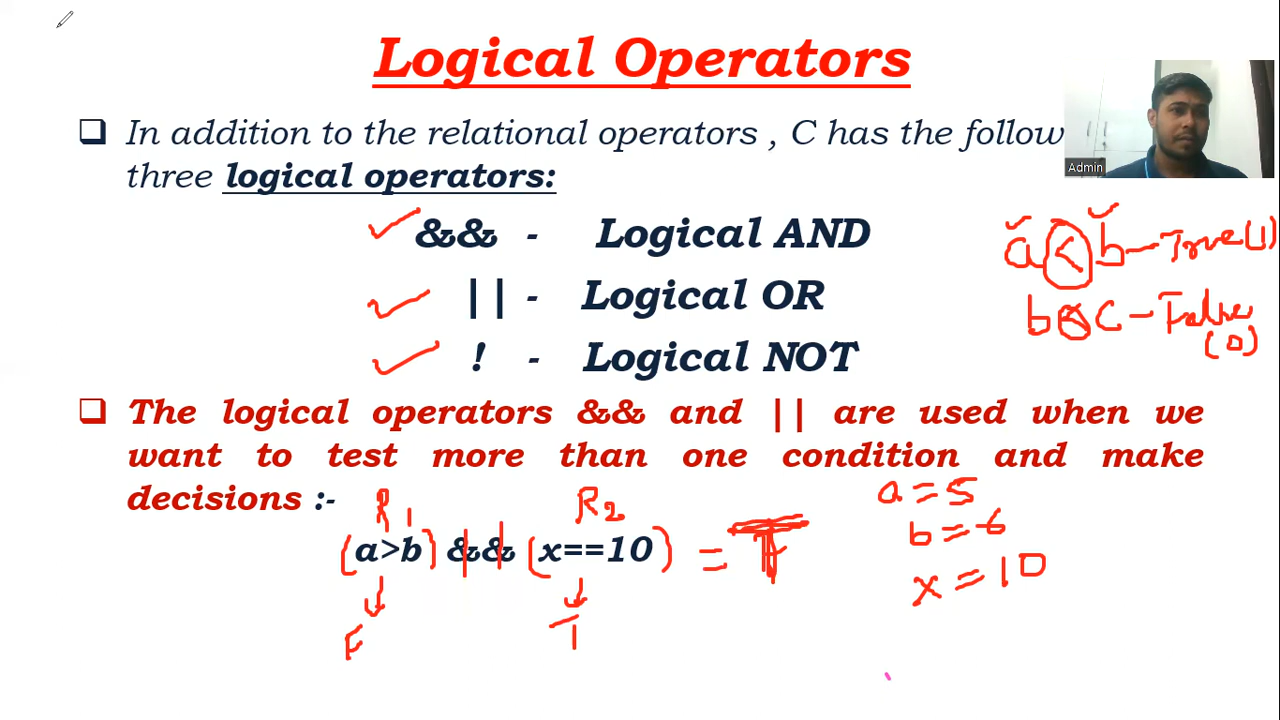 Logical Operators
In addition to the relational operators , C has the follow
three logical operators:
&& - Logical AND
|| - Logical OR
! - Logical NOT
Admin
a < b - True (1)
b < c - False
(0)
The logical operators && and || are used when we
want to test more than one condition and make
decisions :-
R1 R2
(a>b) && (x==10) =
F T
a = 5
b = 6
x = 10